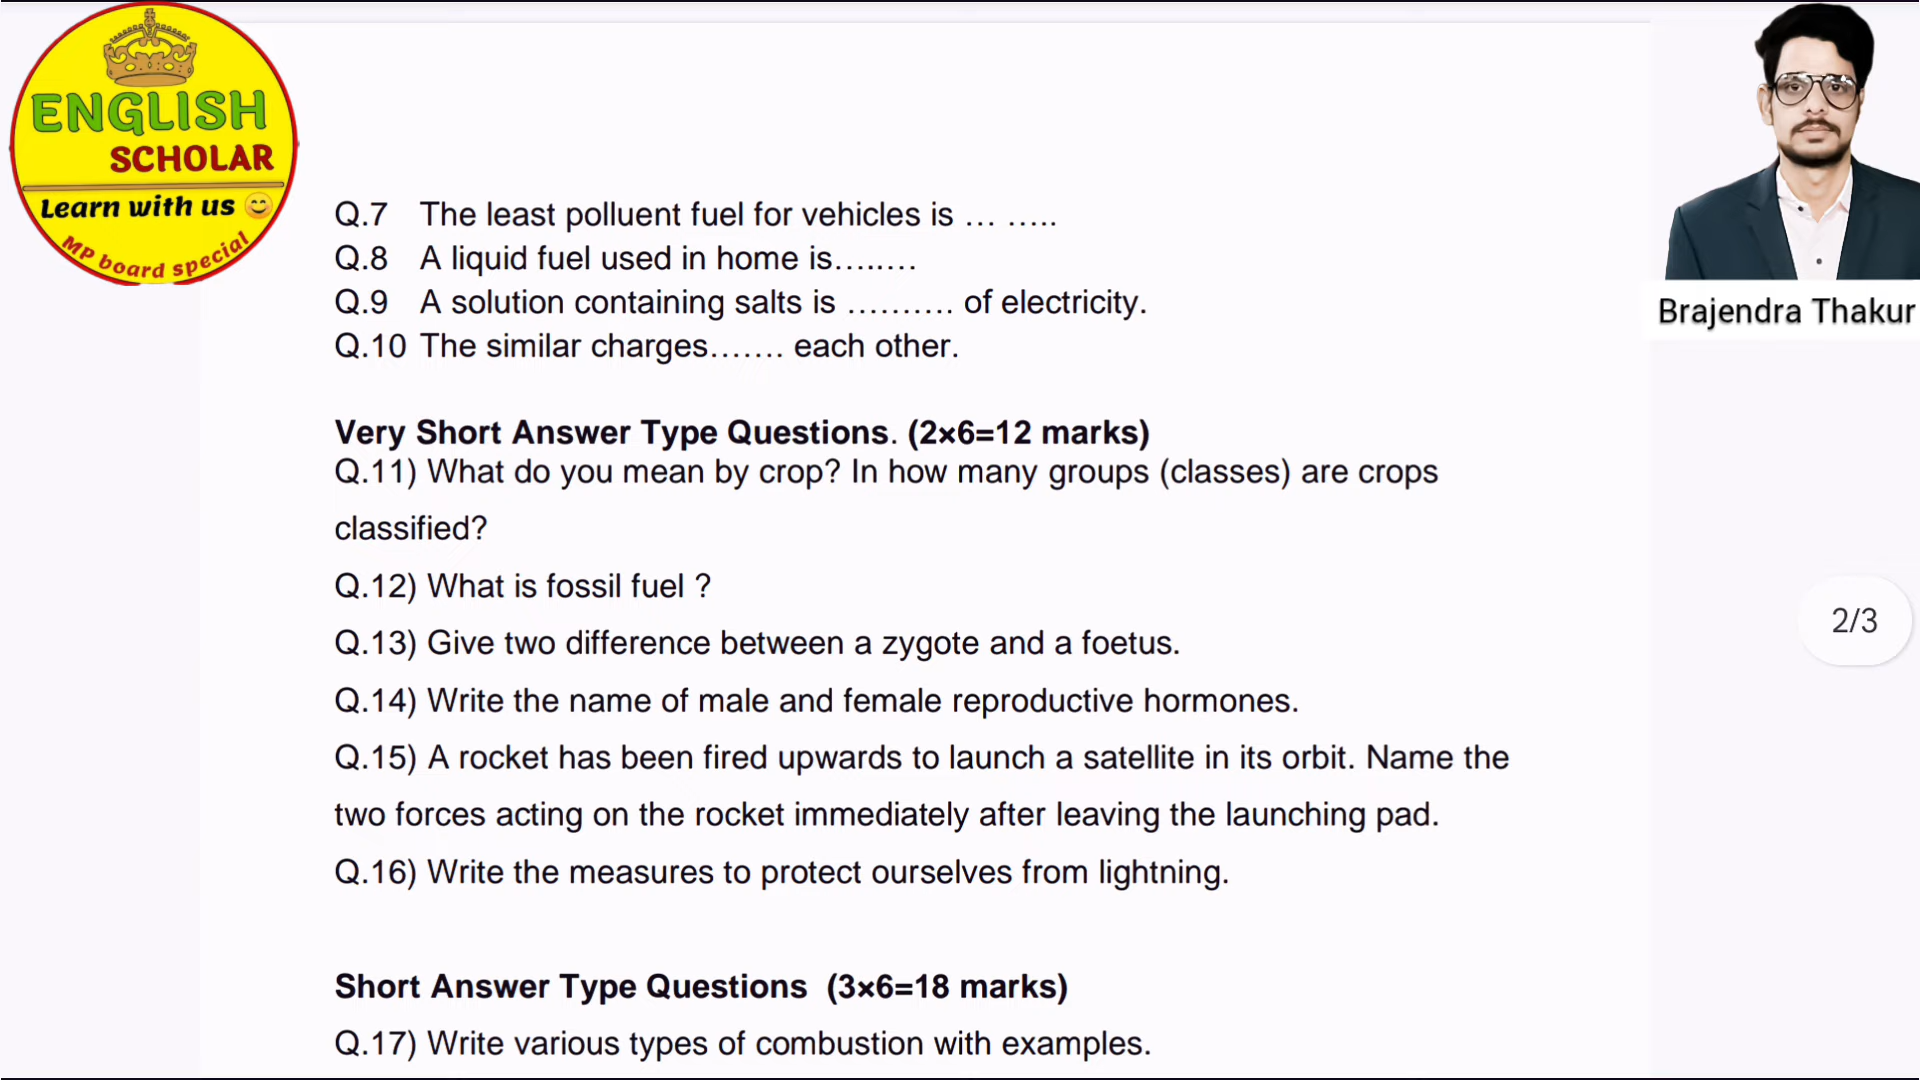 ENGLISH
SCHOLAR
Learn with us 😊
MP board special
Brajendra Thakur
Q.7 The least polluent fuel for vehicles is … …..
Q.8 A liquid fuel used in home is……..
Q.9 A solution containing salts is ………. of electricity.
Q.10 The similar charges……. each other.
Very Short Answer Type Questions. (2×6=12 marks)
Q.11) What do you mean by crop? In how many groups (classes) are crops
classified?
Q.12) What is fossil fuel ?
Q.13) Give two difference between a zygote and a foetus.
Q.14) Write the name of male and female reproductive hormones.
Q.15) A rocket has been fired upwards to launch a satellite in its orbit. Name the
two forces acting on the rocket immediately after leaving the launching pad.
Q.16) Write the measures to protect ourselves from lightning.
2/3
Short Answer Type Questions (3×6=18 marks)
Q.17) Write various types of combustion with examples.